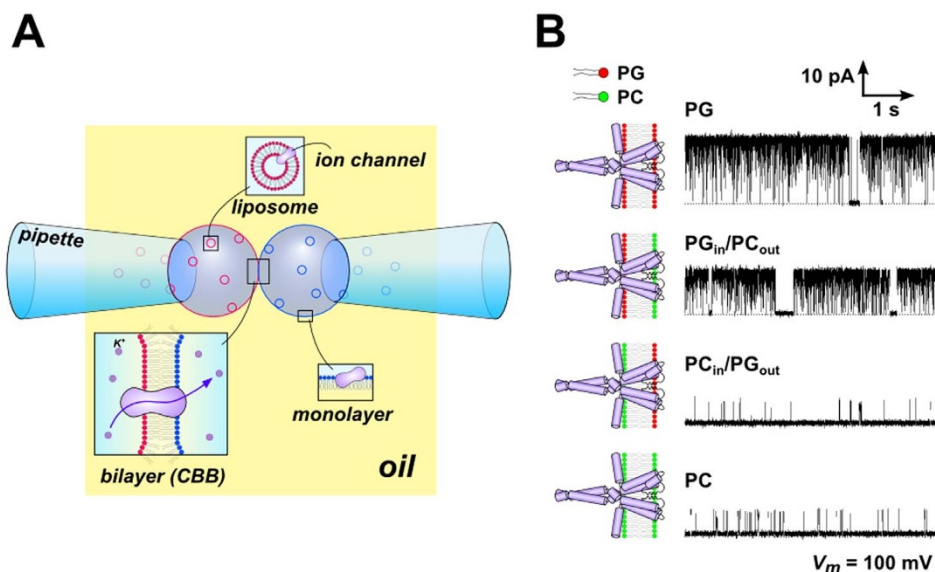 A
ion channel
liposome
pipette
K⁺
monolayer
bilayer (CBB)
oil
B
PG
PC
10 pA
1 s
PG
PGin/PCout
PCin/PGout
PC
Vm = 100 mV